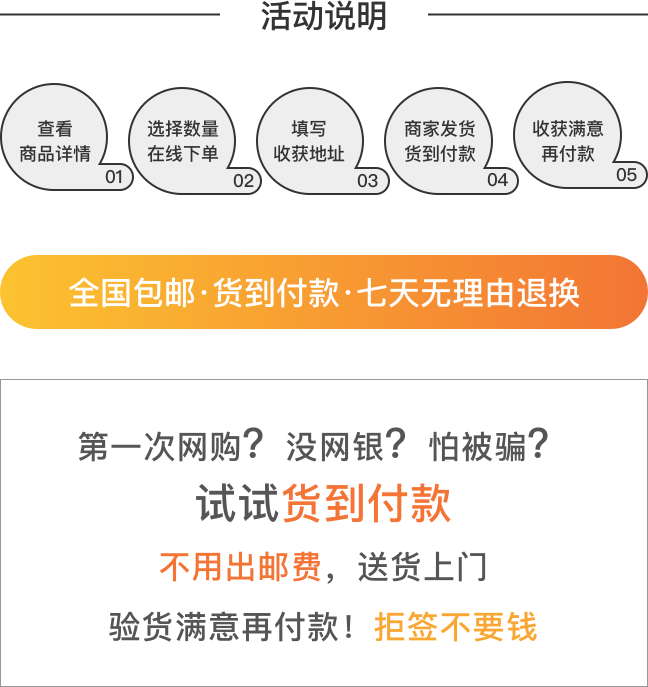 活动说明
查看
商品详情
01
选择数量
在线下单
02
填写
收获地址
03
商家发货
货到付款
04
收获满意
再付款
05
全国包邮·货到付款·七天无理由退换
第一次网购？没网银？怕被骗？
试试货到付款
不用出邮费，送货上门
验货满意再付款！拒签不要钱